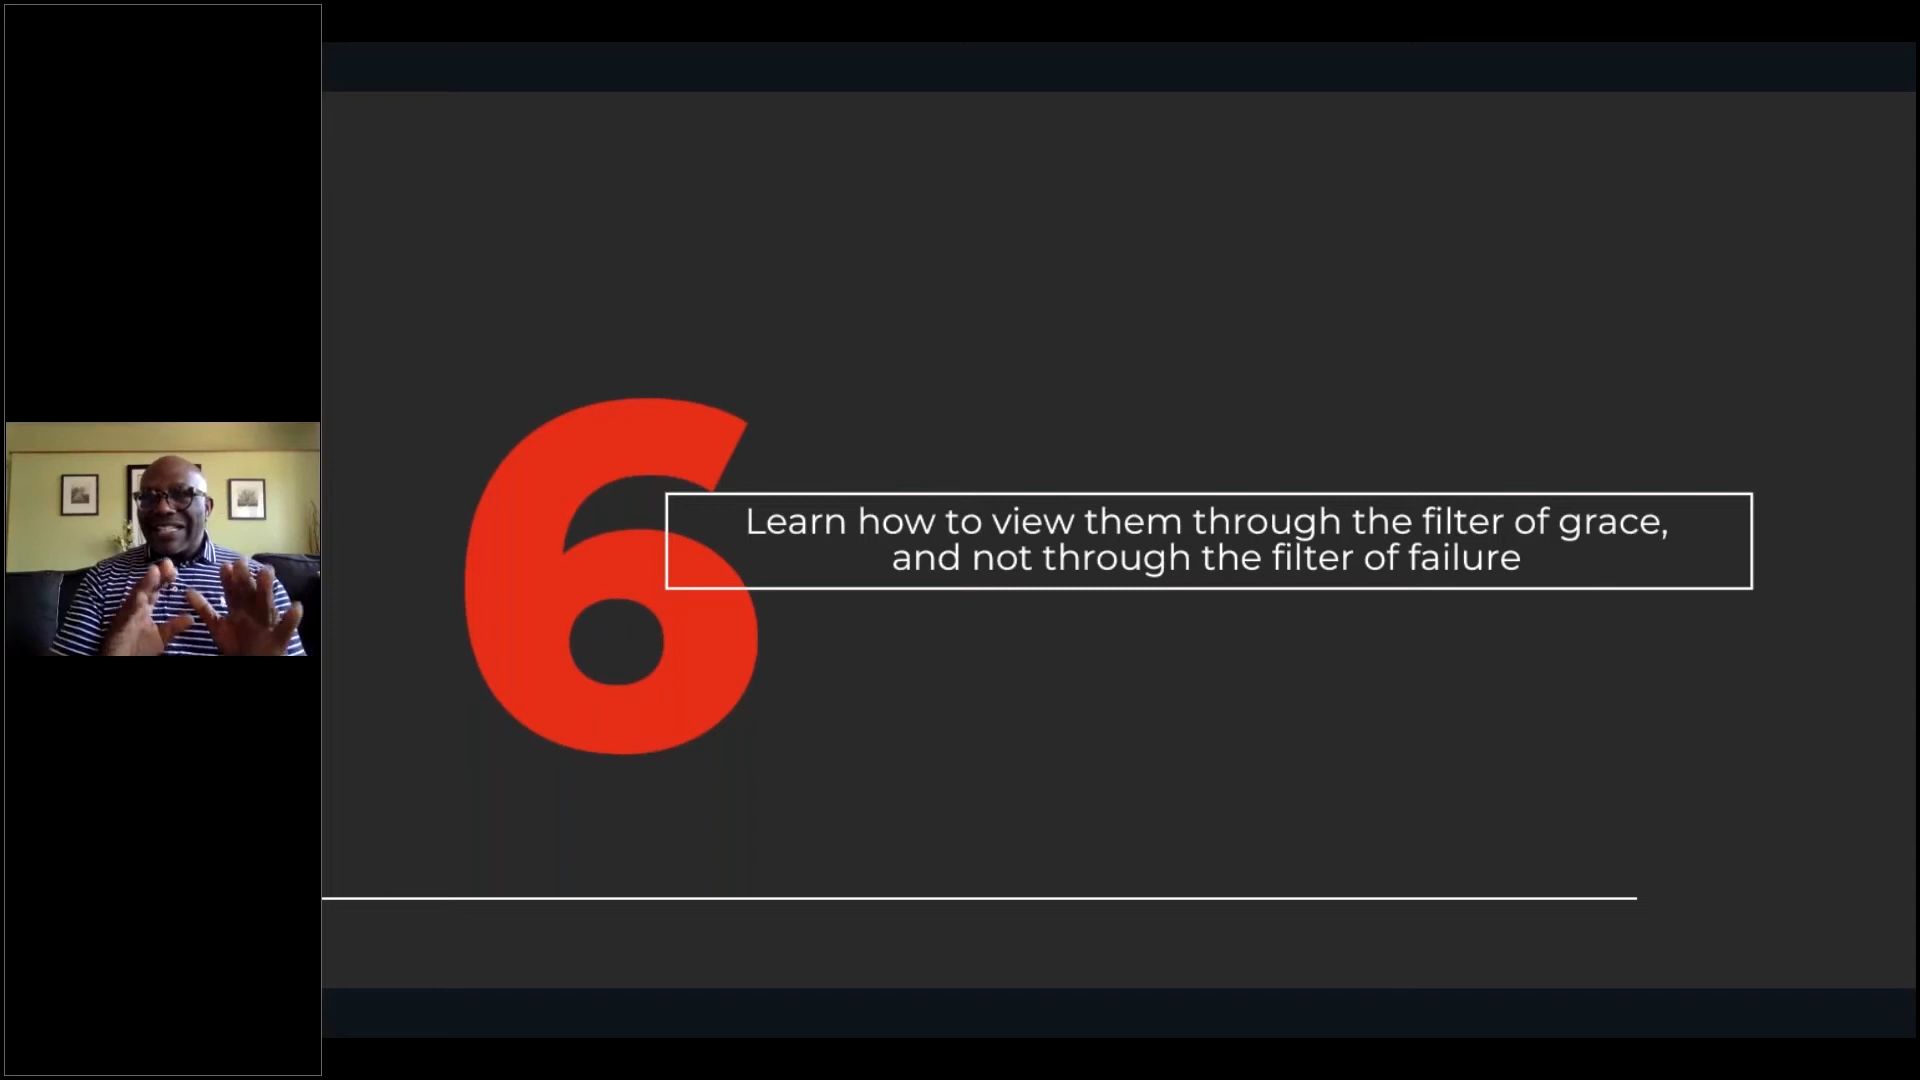 6
Learn how to view them through the filter of grace,
and not through the filter of failure